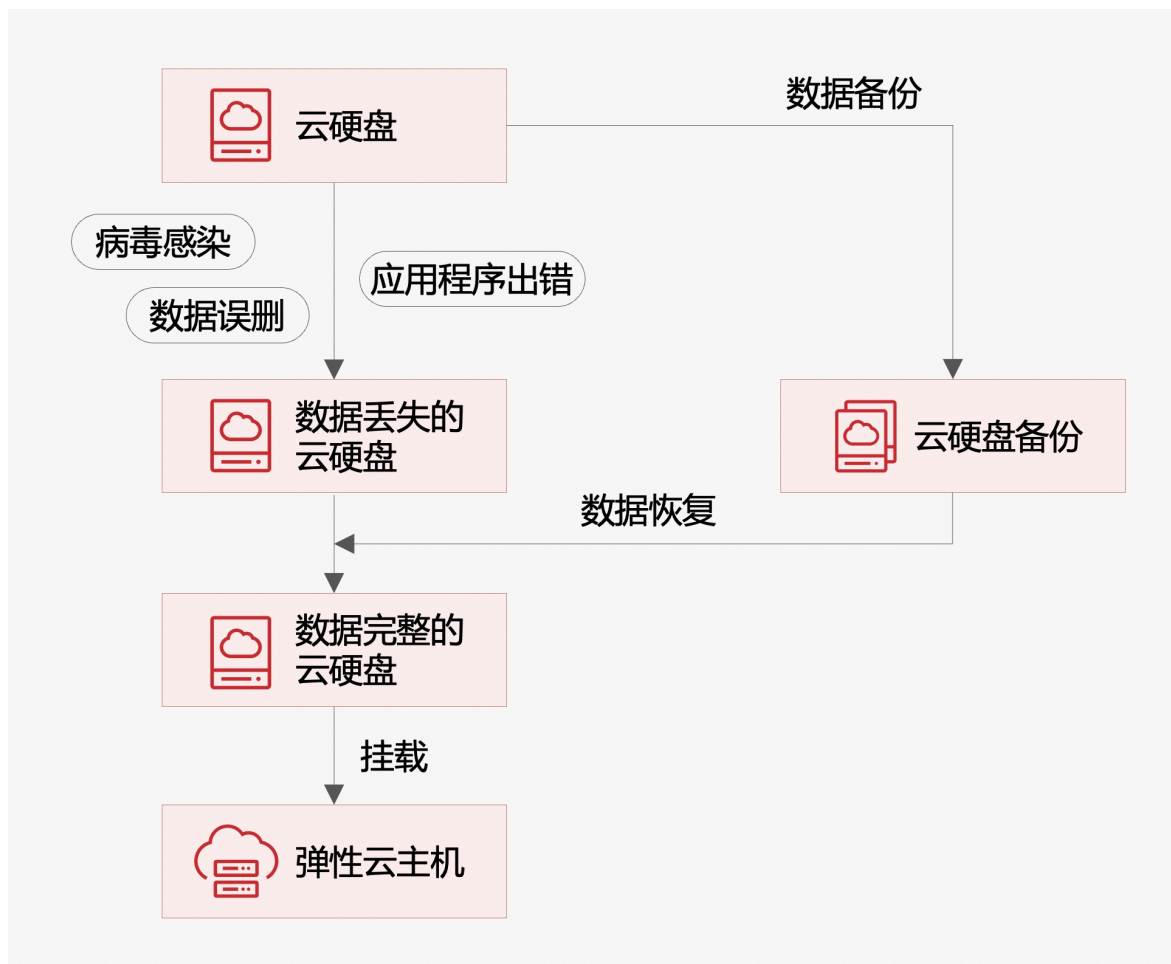 数据备份
云硬盘
病毒感染
应用程序出错
数据误删
数据丢失的
云硬盘
云硬盘备份
数据恢复
数据完整的
云硬盘
挂载
弹性云主机